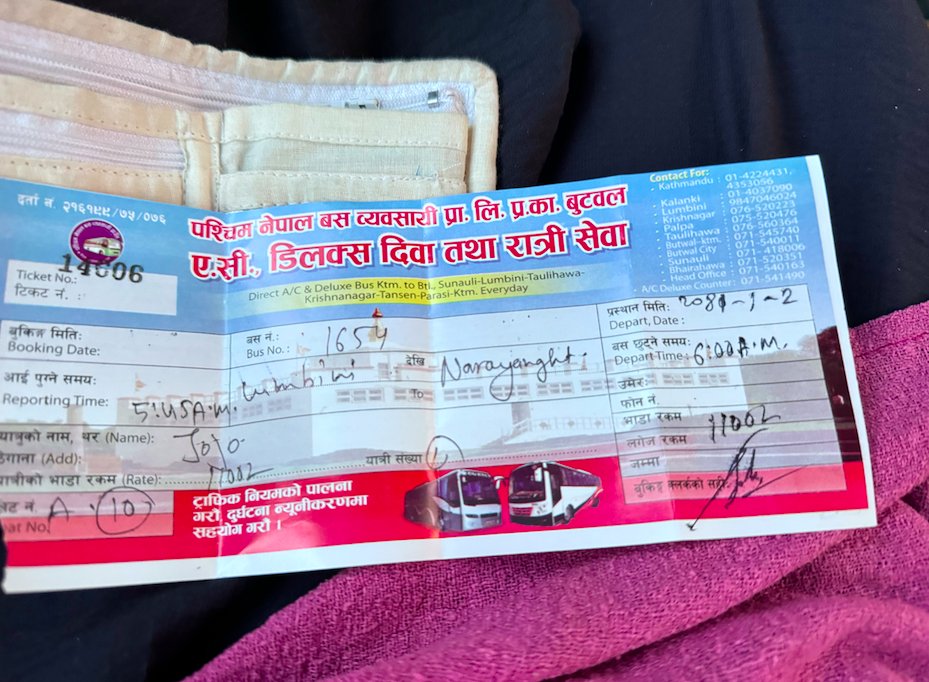 दर्ता नं. २१६१९९/७५/०७६
पश्चिम नेपाल बस व्यवसायी प्रा. लि. प्र.का. बुटवल
ए.सी., डिलक्स दिवा तथा रात्री सेवा
Direct A/C & Deluxe Bus Ktm. to Btl., Sunauli-Lumbini-Taulihawa-
Krishnanagar-Tansen-Parasi-Ktm. Everyday
Contact For:
Kathmandu : 01-4224431,
4353056
Kalanki : 01-4037090
Lumbini : 9847046024
Krishnagar : 076-520223
Palpa : 075-520476
Taulihawa : 076-560364
Butwal-ktm. : 071-545740
Butwal City : 071-540011
Sunauli : 071-418006
Bhairahawa : 071-520351
Head Office : 071-540163
A/C Deluxe Counter: 071-541490
Ticket No.: 14606
टिकट नं. :
बुकिङ्ग मिति:
Booking Date:
बस नं.:
Bus No.: 1654
प्रस्थान मिति: 2081-1-2
Depart, Date :
आई पुग्ने समय:
Reporting Time: 5:45A.M.
Lumbini देखि
To Narayanght.
बस छुट्ने समय:
Depart Time: 6:00A.M.
उमेर:
फोन नं.
यात्रुको नाम, थर (Name): Jojo
ठेगाना (Add):
यात्रीको भाडा रकम (Rate):
यात्री संख्या
भाडा रकम
लगेज रकम
जम्मा
बुकिङ्ग क्लर्कको सही
सिट नं. A - 10
Seat No.
ट्राफिक नियमको पालना
गरौं, दुर्घटना न्यूनीकरणमा
सहयोग गरौं ।